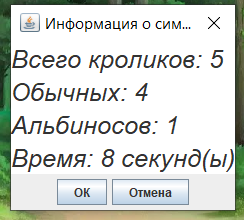 Информация о сим...
Всего кроликов: 5
Обычных: 4
Альбиносов: 1
Время: 8 секунд(ы)
ОК Отмена